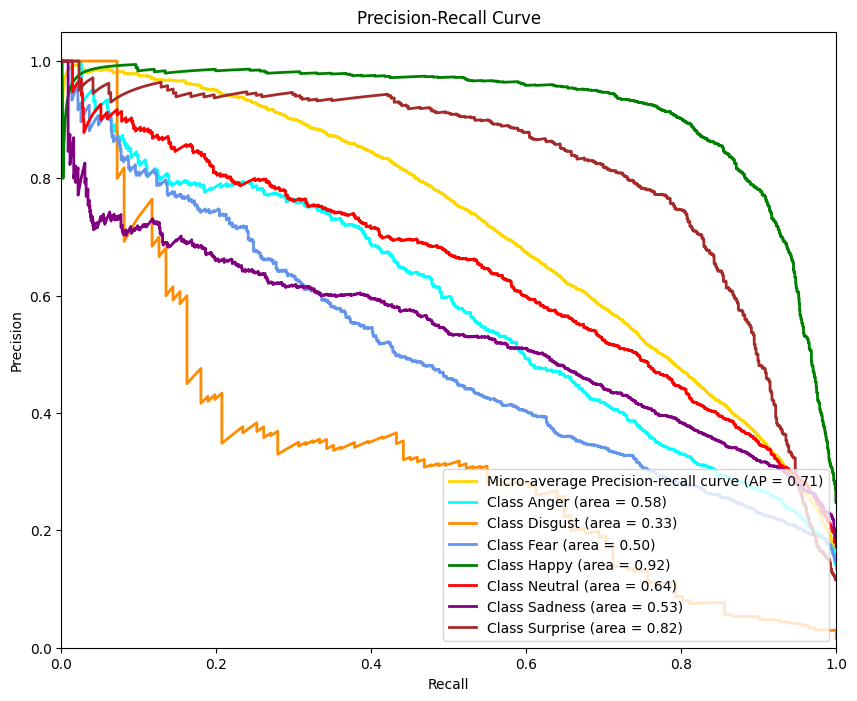 Precision-Recall Curve
1.0
0.8
0.6
0.4
0.2
0.0
Precision
0.0 0.2 0.4 0.6 0.8 1.0
Recall
Micro-average Precision-recall curve (AP = 0.71)
Class Anger (area = 0.58)
Class Disgust (area = 0.33)
Class Fear (area = 0.50)
Class Happy (area = 0.92)
Class Neutral (area = 0.64)
Class Sadness (area = 0.53)
Class Surprise (area = 0.82)